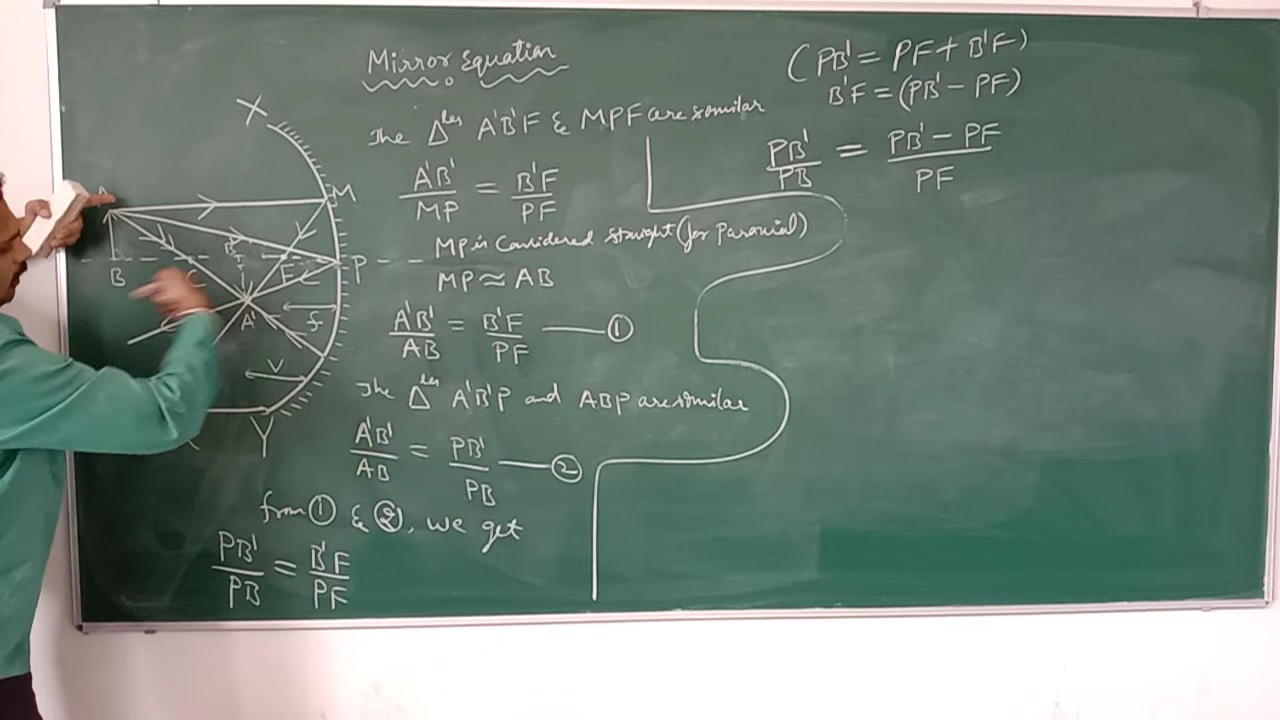 Mirror Equation
The Δles A'B'F & MPF are similar
A'B'/MP = B'F/PF
MP is Considered straight (for Paraxial)
MP ≈ AB
A'B'/AB = B'F/PF —— ①
The Δles A'B'P and ABP are similar
A'B'/AB = PB'/PB —— ②
from ① & ②, we get
PB'/PB = B'F/PF
(PB' = PF + B'F)
B'F = (PB' - PF)
PB'/PB = PB' - PF/PF
X
M
A
B'
P
B
C
F
A'
f
v
Y